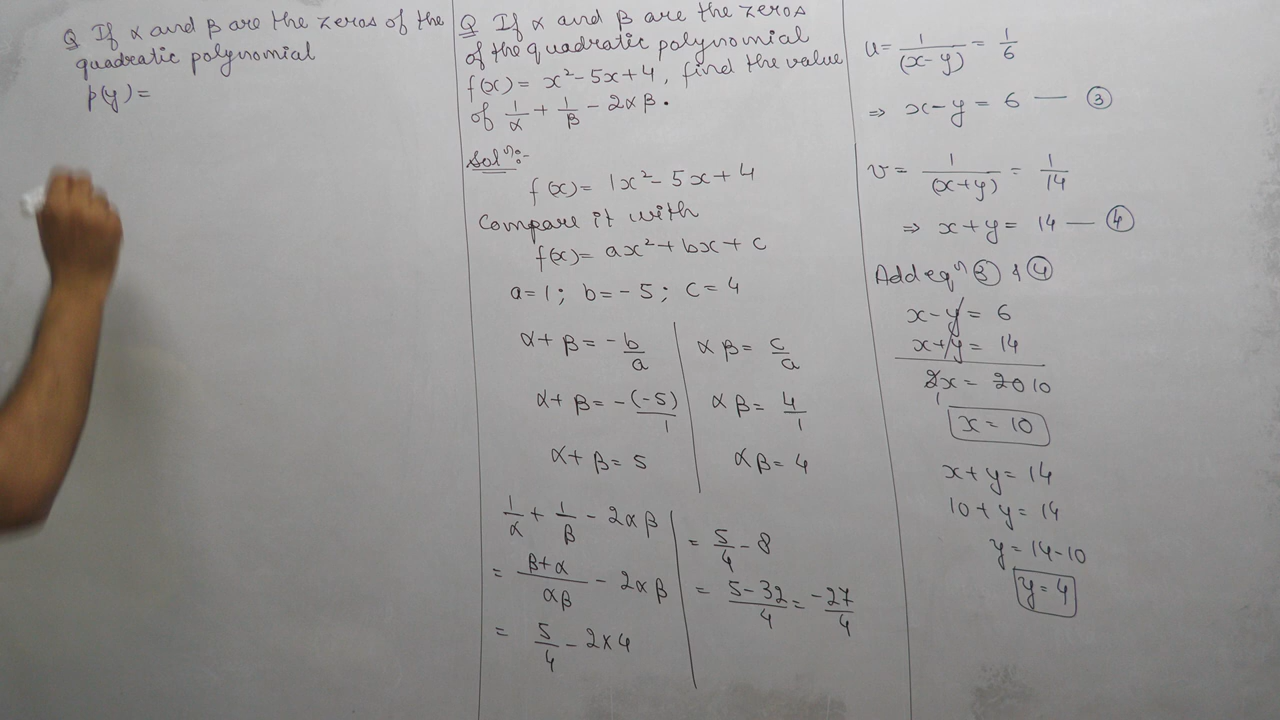 Q If α and β are the zeros of the
quadratic polynomial
p(y)=
Q If α and β are the zeros
of the quadratic polynomial
f(x) = x² - 5x + 4, find the value
of 1/α + 1/β - 2αβ.
Solⁿ:-
f(x) = 1x² - 5x + 4
Compare it with
f(x) = ax² + bx + c
a=1; b=-5; c=4
α+β = -b/a
α+β = -(-5)/1
α+β = 5
αβ = c/a
αβ = 4/1
αβ = 4
1/α + 1/β - 2αβ
= β+α/αβ - 2αβ
= 5/4 - 2×4
= 5/4 - 8
= 5-32/4 = -27/4
u = 1/(x-y) = 1/6
⇒ x-y = 6 — ③
v = 1/(x+y) = 1/14
⇒ x+y = 14 — ④
Add eqⁿ ③ & ④
x-y = 6
x+y = 14
2x = 20 10
1
x = 10
x+y = 14
10+y = 14
y = 14-10
y = 4